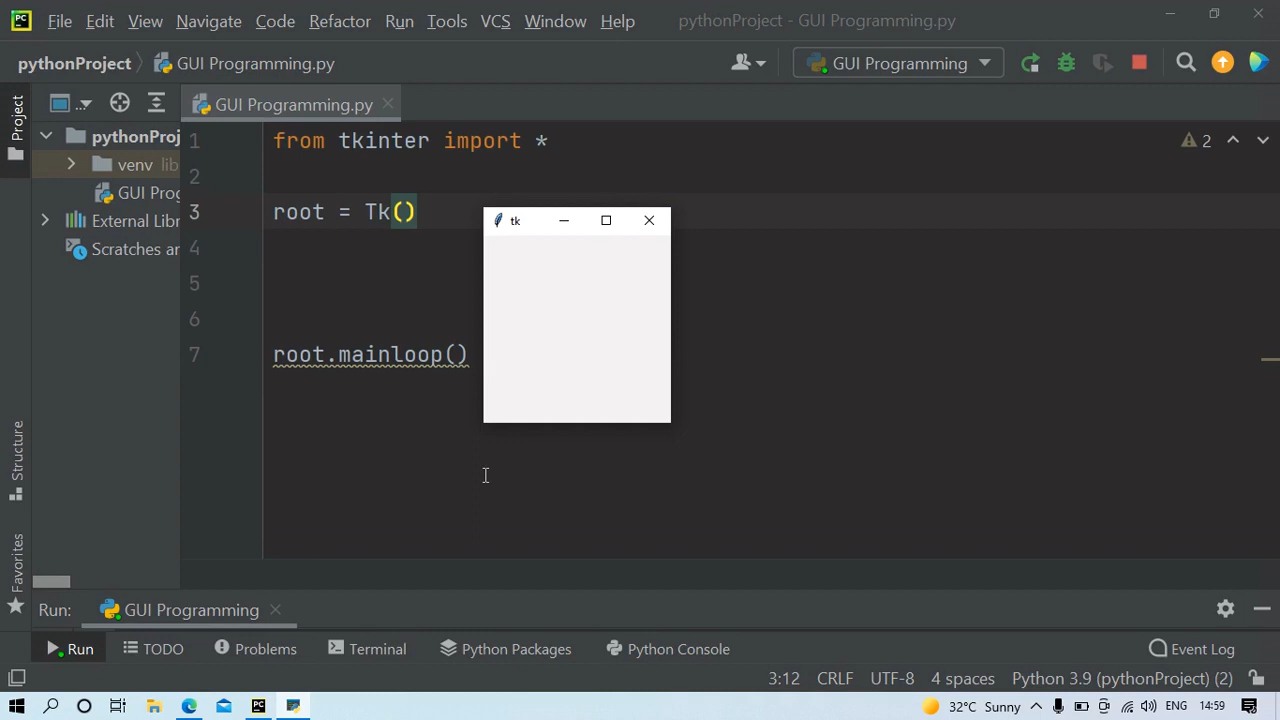 PC File Edit View Navigate Code Refactor Run Tools VCS Window Help pythonProject - GUI Programming.py
pythonProject GUI Programming.py GUI Programming
Project ... GUI Programming.py
1 from tkinter import * 2
2
3 root = Tk()
4
5
6
7 root.mainloop()
pythonProj
venv lib
GUI Prog
External Libr
Scratches an
tk
Structure
Favorites
Run: GUI Programming
Run TODO Problems Terminal Python Packages Python Console Event Log
3:12 CRLF UTF-8 4 spaces Python 3.9 (pythonProject) (2)
PC 32°C Sunny ENG 14:59